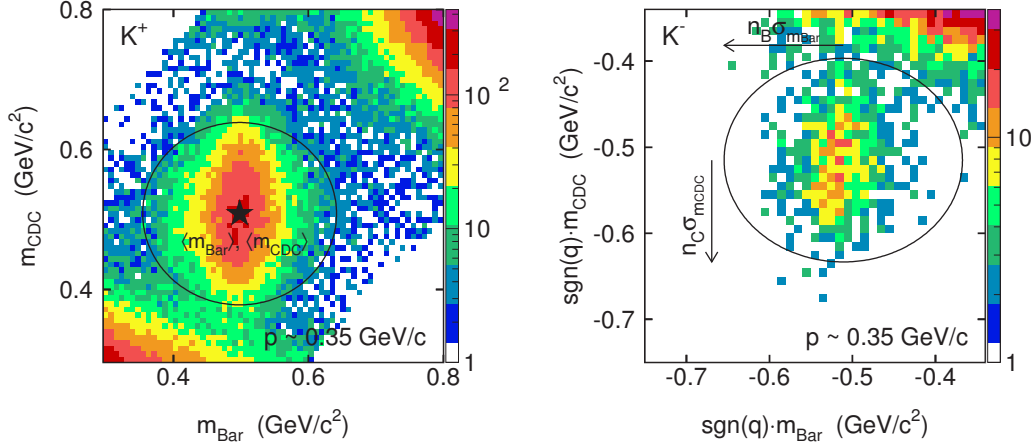 K⁺
0.8
0.6
0.4
0.4 0.6 0.8
m_CDC (GeV/c²)
m_Bar (GeV/c²)
⟨m_Bar⟩, ⟨m_CDC⟩
p ~ 0.35 GeV/c
10²
10
1
K⁻
n_B σ_m_Bar
n_C σ_m_CDC
-0.4
-0.5
-0.6
-0.7
-0.7 -0.6 -0.5 -0.4
sgn(q)·m_CDC (GeV/c²)
sgn(q)·m_Bar (GeV/c²)
p ~ 0.35 GeV/c
10
1